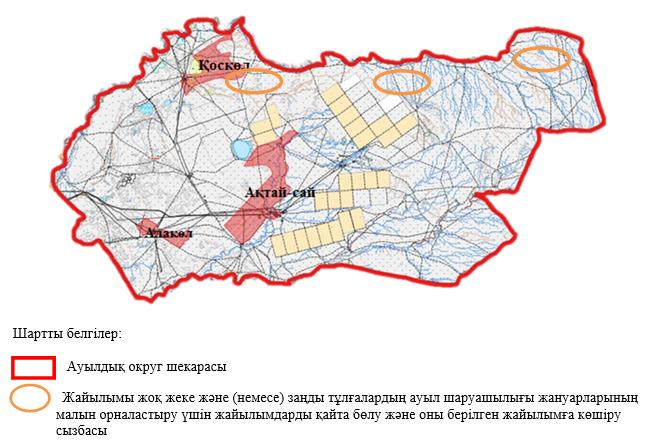 Қоскөл
Ақтай-сай
Алакөл
Шартты белгілер:
Ауылдық округ шекарасы
Жайылымы жоқ жеке және (немесе) заңды тұлғалардың ауыл шаруашылығы жануарларының
малын орналастыру үшін жайылымдарды қайта бөлу және оны берілген жайылымға көшіру
сызбасы